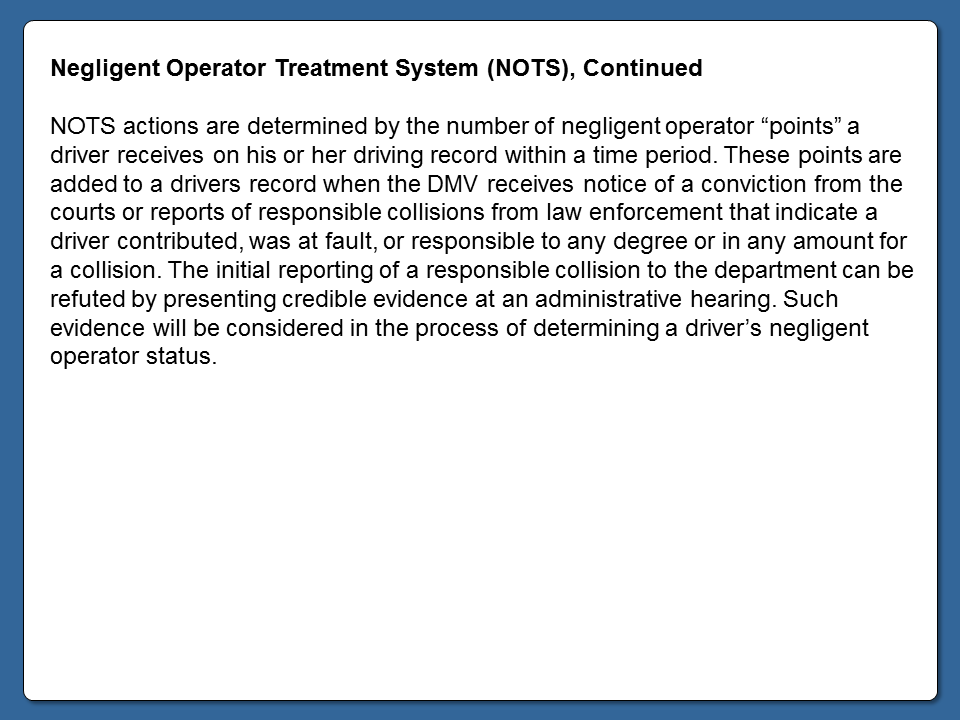 Negligent Operator Treatment System (NOTS), Continued
NOTS actions are determined by the number of negligent operator “points” a
driver receives on his or her driving record within a time period. These points are
added to a drivers record when the DMV receives notice of a conviction from the
courts or reports of responsible collisions from law enforcement that indicate a
driver contributed, was at fault, or responsible to any degree or in any amount for
a collision. The initial reporting of a responsible collision to the department can be
refuted by presenting credible evidence at an administrative hearing. Such
evidence will be considered in the process of determining a driver’s negligent
operator status.